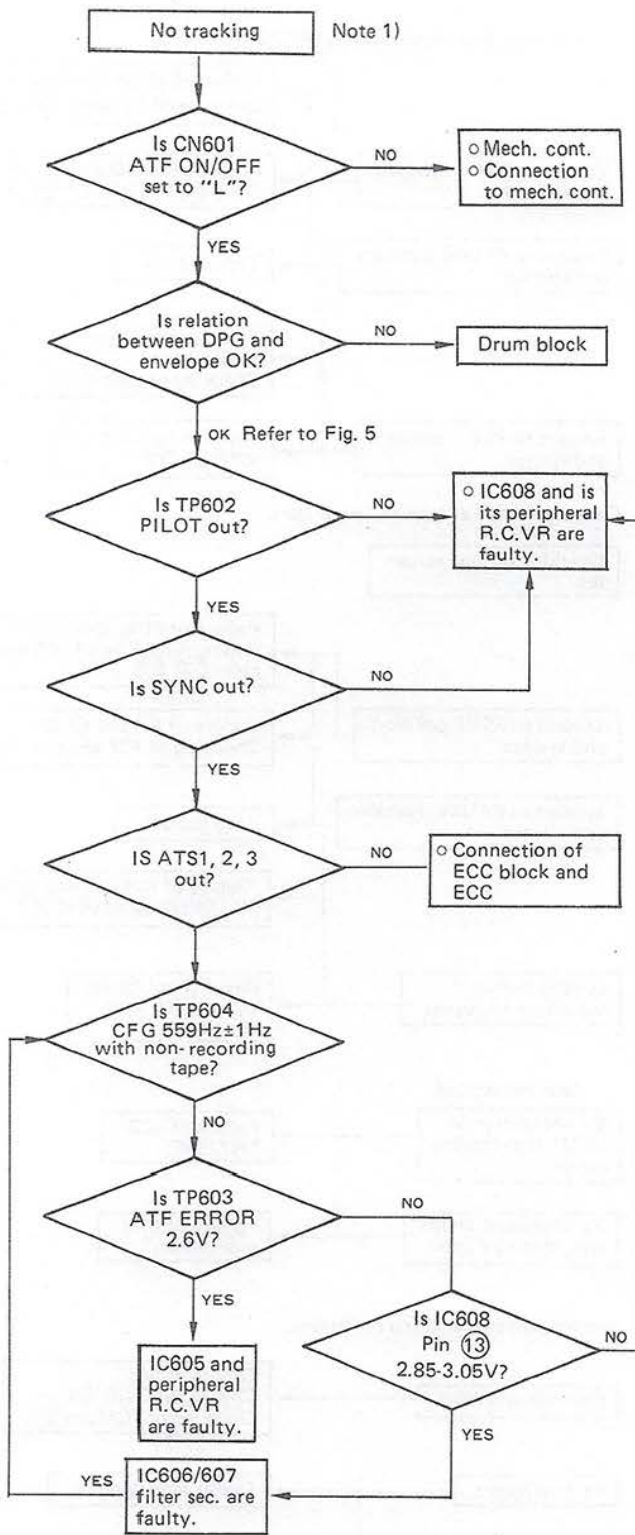 No tracking
Note 1)
Is CN601
ATF ON/OFF
set to "L"?
NO
○ Mech. cont.
○ Connection
to mech. cont.
YES
Is relation
between DPG and
envelope OK?
NO
Drum block
OK Refer to Fig. 5
Is TP602
PILOT out?
NO
○ IC608 and is
its peripheral
R.C.VR are
faulty.
YES
Is SYNC out?
NO
YES
IS ATS1, 2, 3
out?
NO
○ Connection of
ECC block and
ECC
Is TP604
CFG 559Hz±1Hz
with non-recording
tape?
NO
Is TP603
ATF ERROR
2.6V?
NO
YES
IC605 and
peripheral
R.C.VR
are faulty.
Is IC608
Pin ⑬
2.85-3.05V?
NO
YES
IC606/607
filter sec. are
faulty.
YES